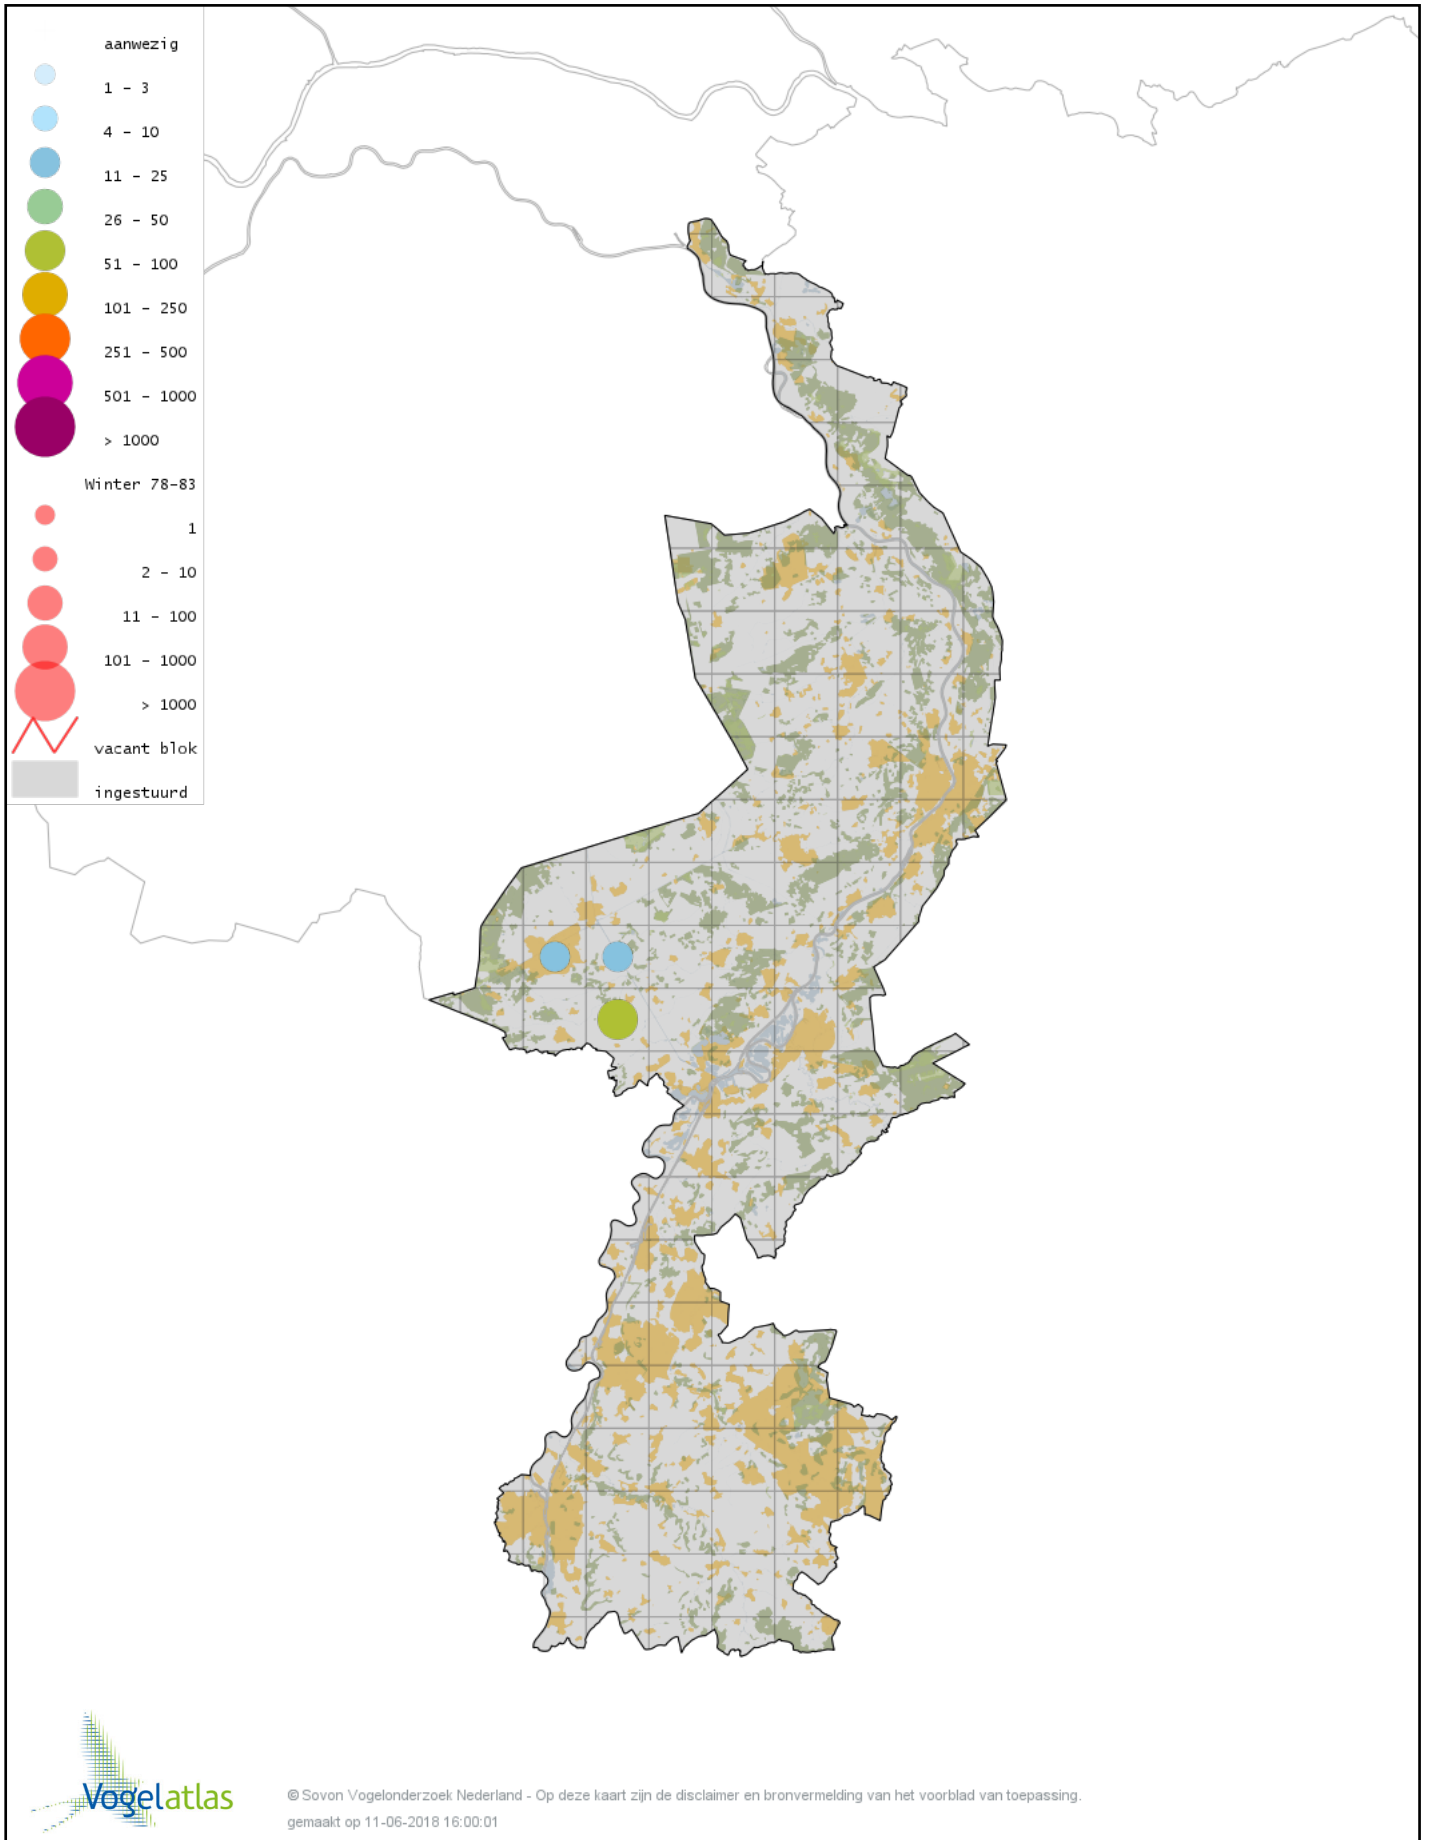 aanwezig
1 - 3
4 - 10
11 - 25
26 - 50
51 - 100
101 - 250
251 - 500
501 - 1000
> 1000
Winter 78-83
1
2 - 10
11 - 100
101 - 1000
> 1000
vacant blok
ingestuurd
Vogelatlas
© Sovon Vogelonderzoek Nederland - Op deze kaart zijn de disclaimer en bronvermelding van het voorblad van toepassing.
gemaakt op 11-06-2018 16:00:01